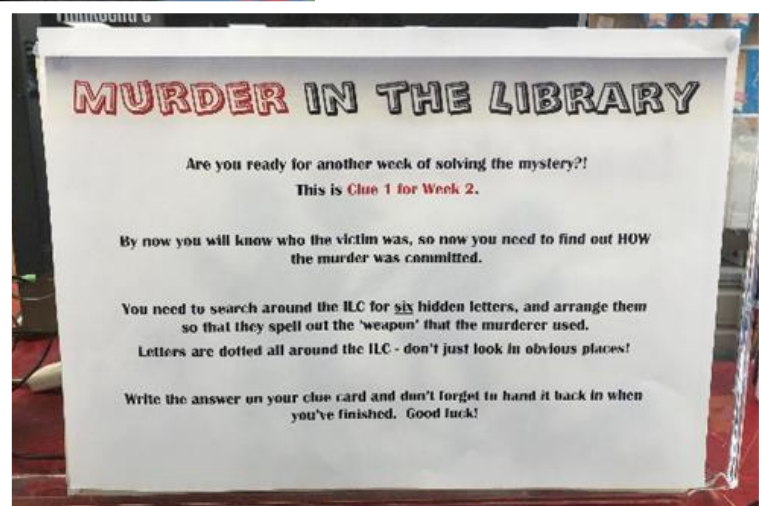 MURDER IN THE LIBRARY
Are you ready for another week of solving the mystery?!
This is Clue 1 for Week 2.
By now you will know who the victim was, so now you need to find out HOW
the murder was committed.
You need to search around the ILC for six hidden letters, and arrange them
so that they spell out the 'weapon' that the murderer used.
Letters are dotted all around the ILC - don't just look in obvious places!
Write the answer on your clue card and don't forget to hand it back in when
you've finished. Good luck!